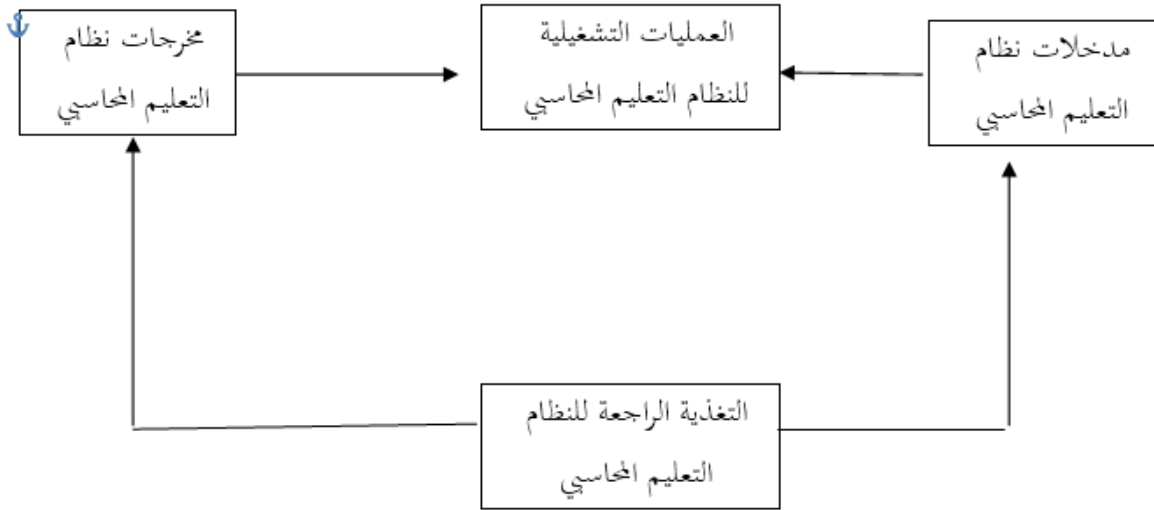 مدخلات نظام
التعليم المحاسبي
العمليات التشغيلية
للنظام التعليم المحاسبي
مخرجات نظام
التعليم المحاسبي
التغذية الراجعة للنظام
التعليم المحاسبي